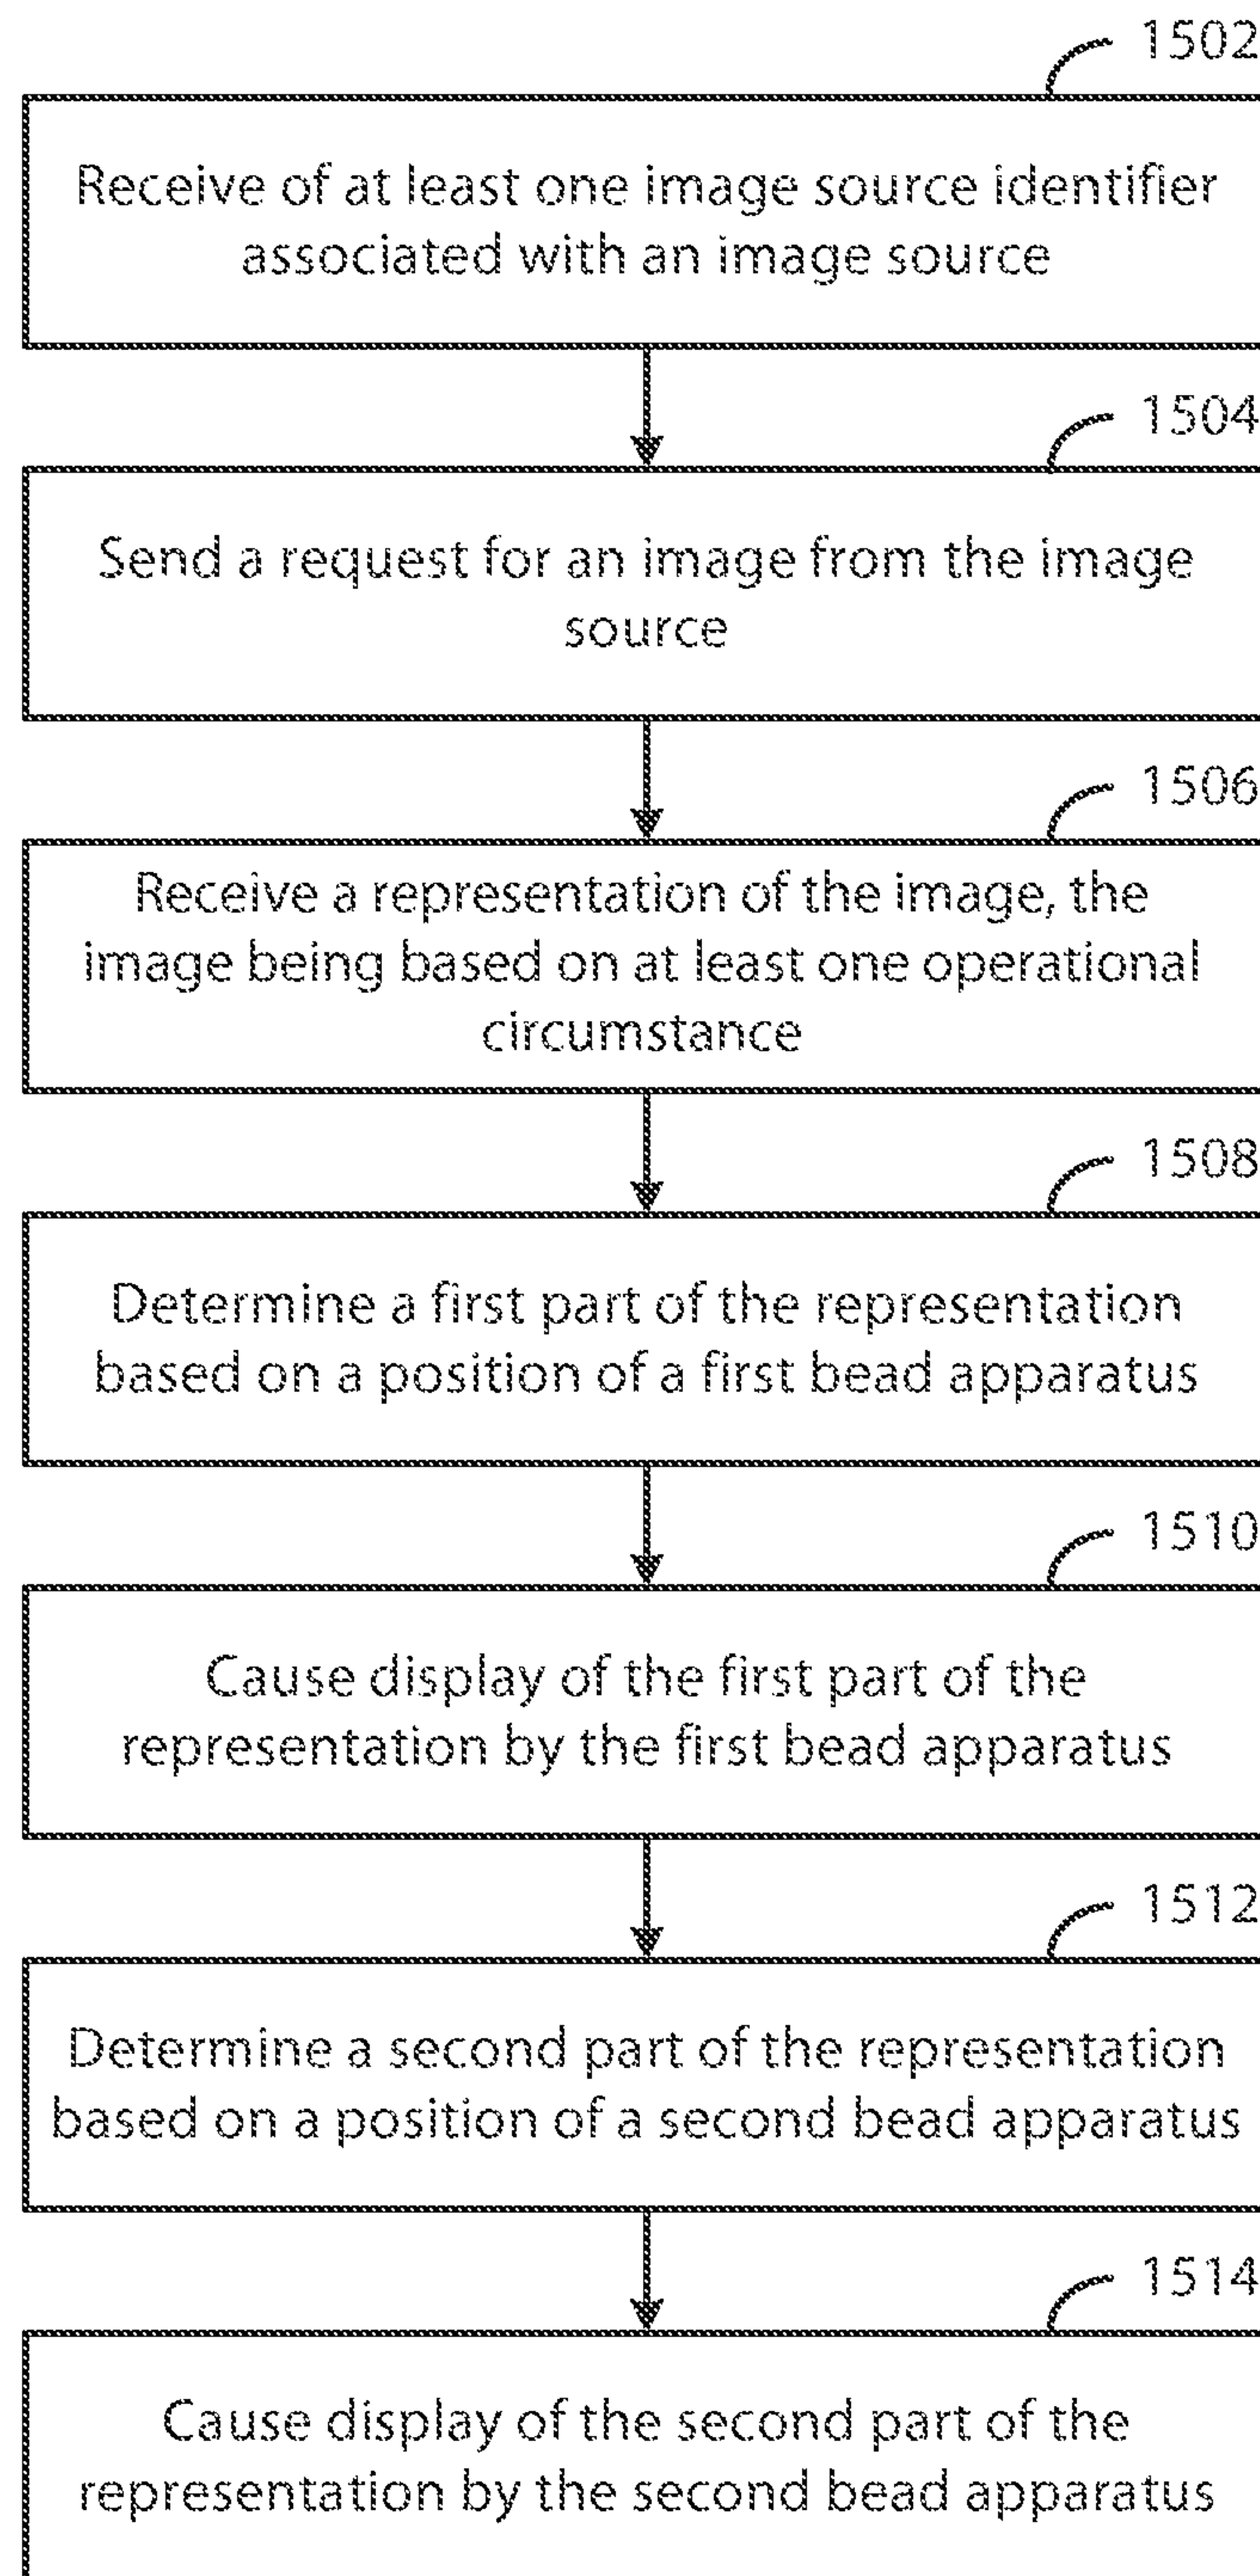 1502
Receive of at least one image source identifier
associated with an image source
1504
Send a request for an image from the image
source
1506
Receive a representation of the image, the
image being based on at least one operational
circumstance
1508
Determine a first part of the representation
based on a position of a first bead apparatus
1510
Cause display of the first part of the
representation by the first bead apparatus
1512
Determine a second part of the representation
based on a position of a second bead apparatus
1514
Cause display of the second part of the
representation by the second bead apparatus